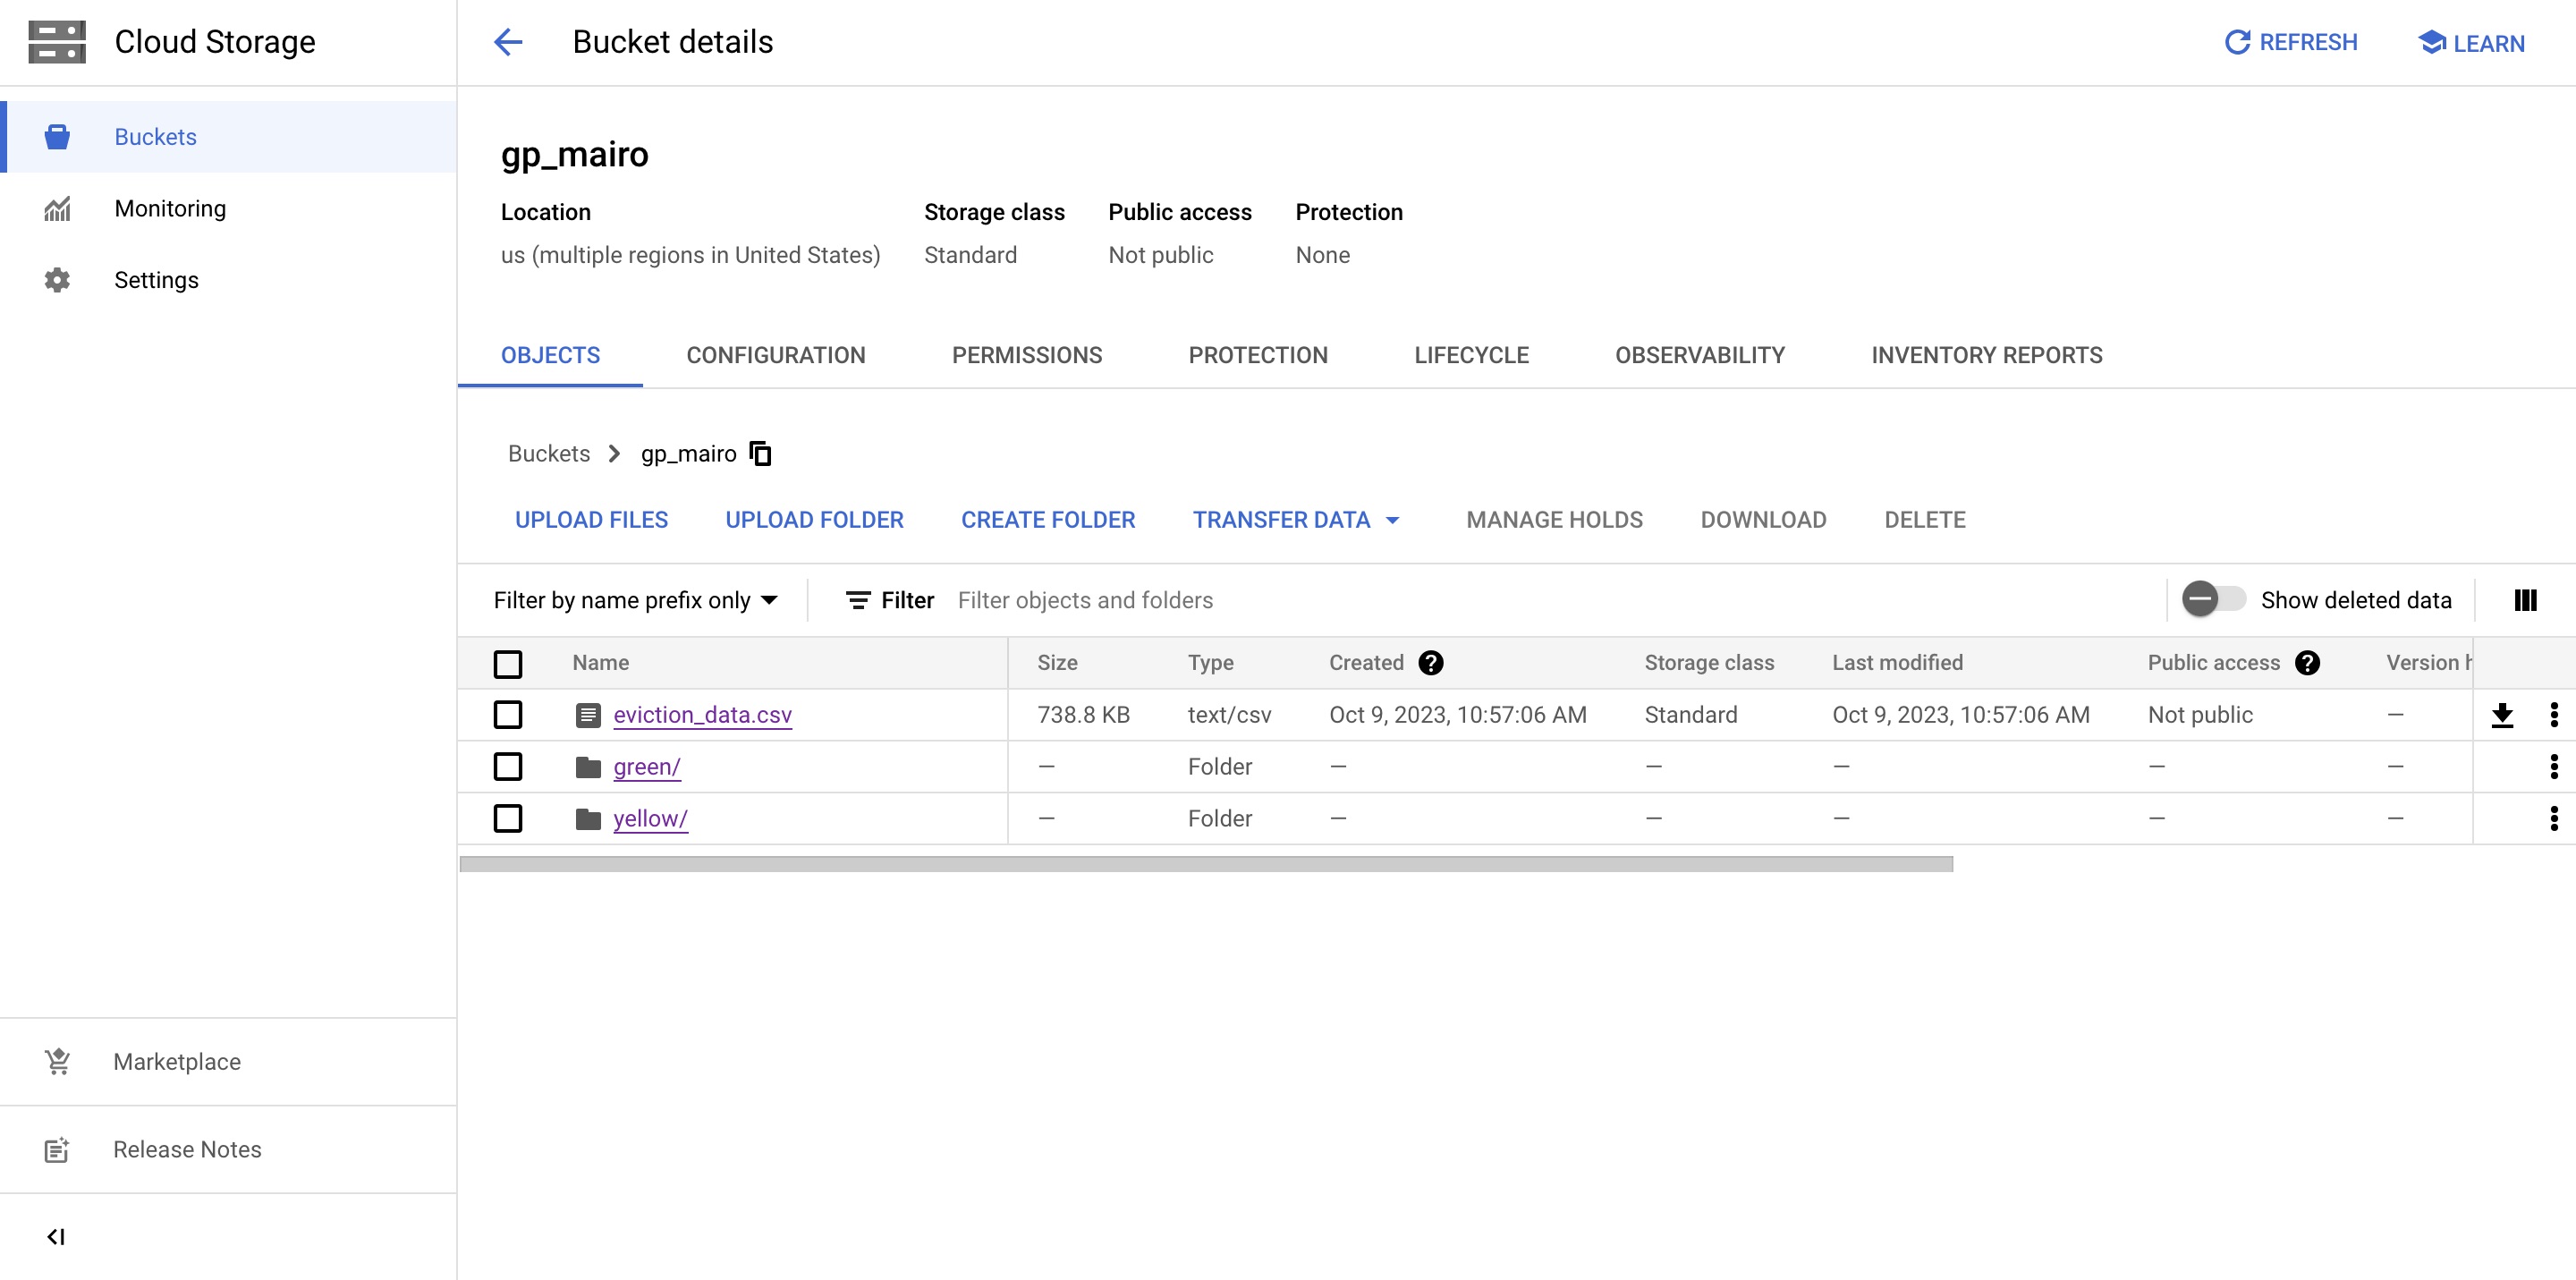 Cloud Storage
Bucket details
REFRESH
LEARN
Buckets
Monitoring
Settings
gp_mairo
Location Storage class Public access Protection
us (multiple regions in United States) Standard Not public None
OBJECTS CONFIGURATION PERMISSIONS PROTECTION LIFECYCLE OBSERVABILITY INVENTORY REPORTS
Buckets gp_mairo
UPLOAD FILES UPLOAD FOLDER CREATE FOLDER TRANSFER DATA MANAGE HOLDS DOWNLOAD DELETE
Filter by name prefix only Filter Filter objects and folders Show deleted data
Name Size Type Created Storage class Last modified Public access Version
eviction_data.csv 738.8 KB text/csv Oct 9, 2023, 10:57:06 AM Standard Oct 9, 2023, 10:57:06 AM Not public —
green/ — Folder — — — — —
yellow/ — Folder — — — — —
Marketplace
Release Notes